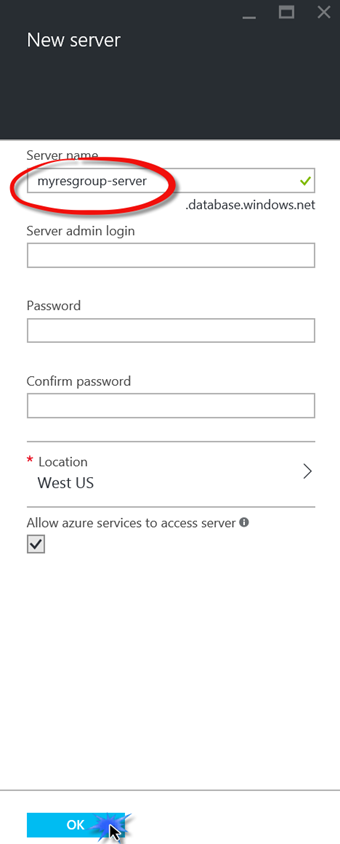 New server
Server name
myresgroup-server
.database.windows.net
Server admin login
Password
Confirm password
* Location
West US
Allow azure services to access server
OK